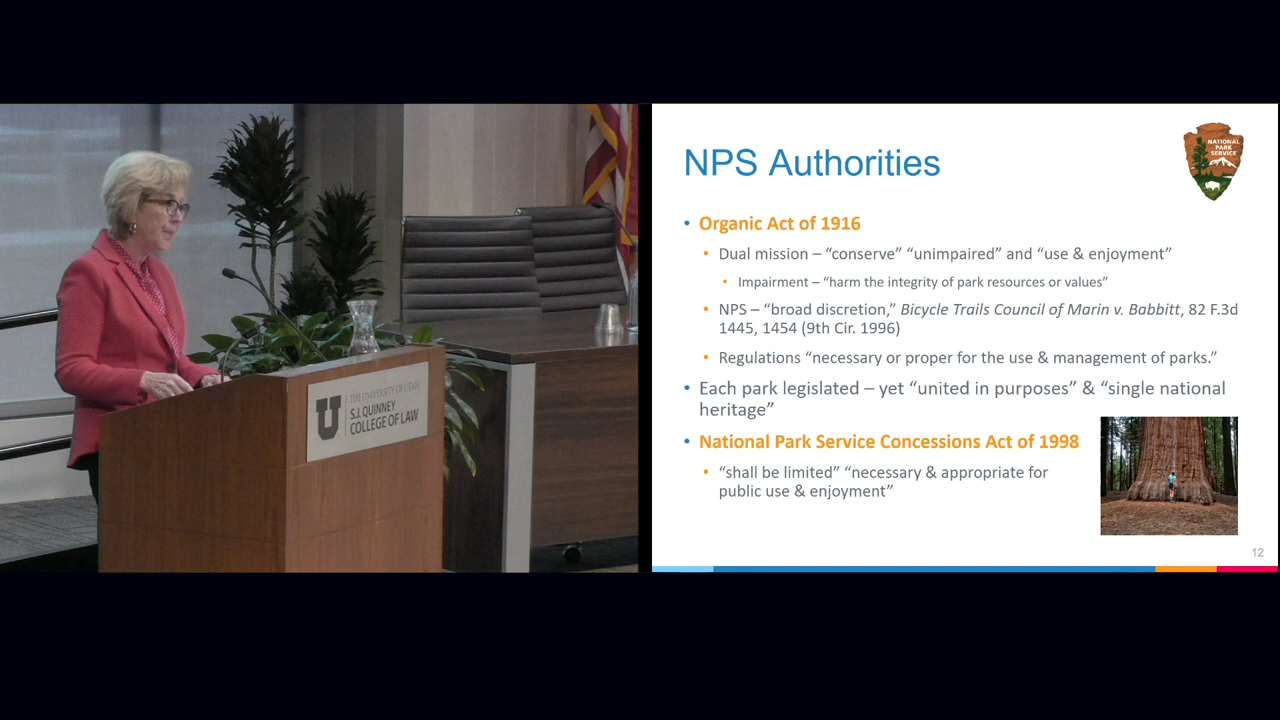 THE UNIVERSITY OF UTAH
S.J. QUINNEY
COLLEGE OF LAW
NPS Authorities
NATIONAL
PARK
SERVICE
• Organic Act of 1916
• Dual mission – “conserve” “unimpaired” and “use & enjoyment”
• Impairment – “harm the integrity of park resources or values”
• NPS – “broad discretion,” Bicycle Trails Council of Marin v. Babbitt, 82 F.3d
1445, 1454 (9th Cir. 1996)
• Regulations “necessary or proper for the use & management of parks.”
• Each park legislated – yet “united in purposes” & “single national
heritage”
• National Park Service Concessions Act of 1998
• “shall be limited” “necessary & appropriate for
public use & enjoyment”
12